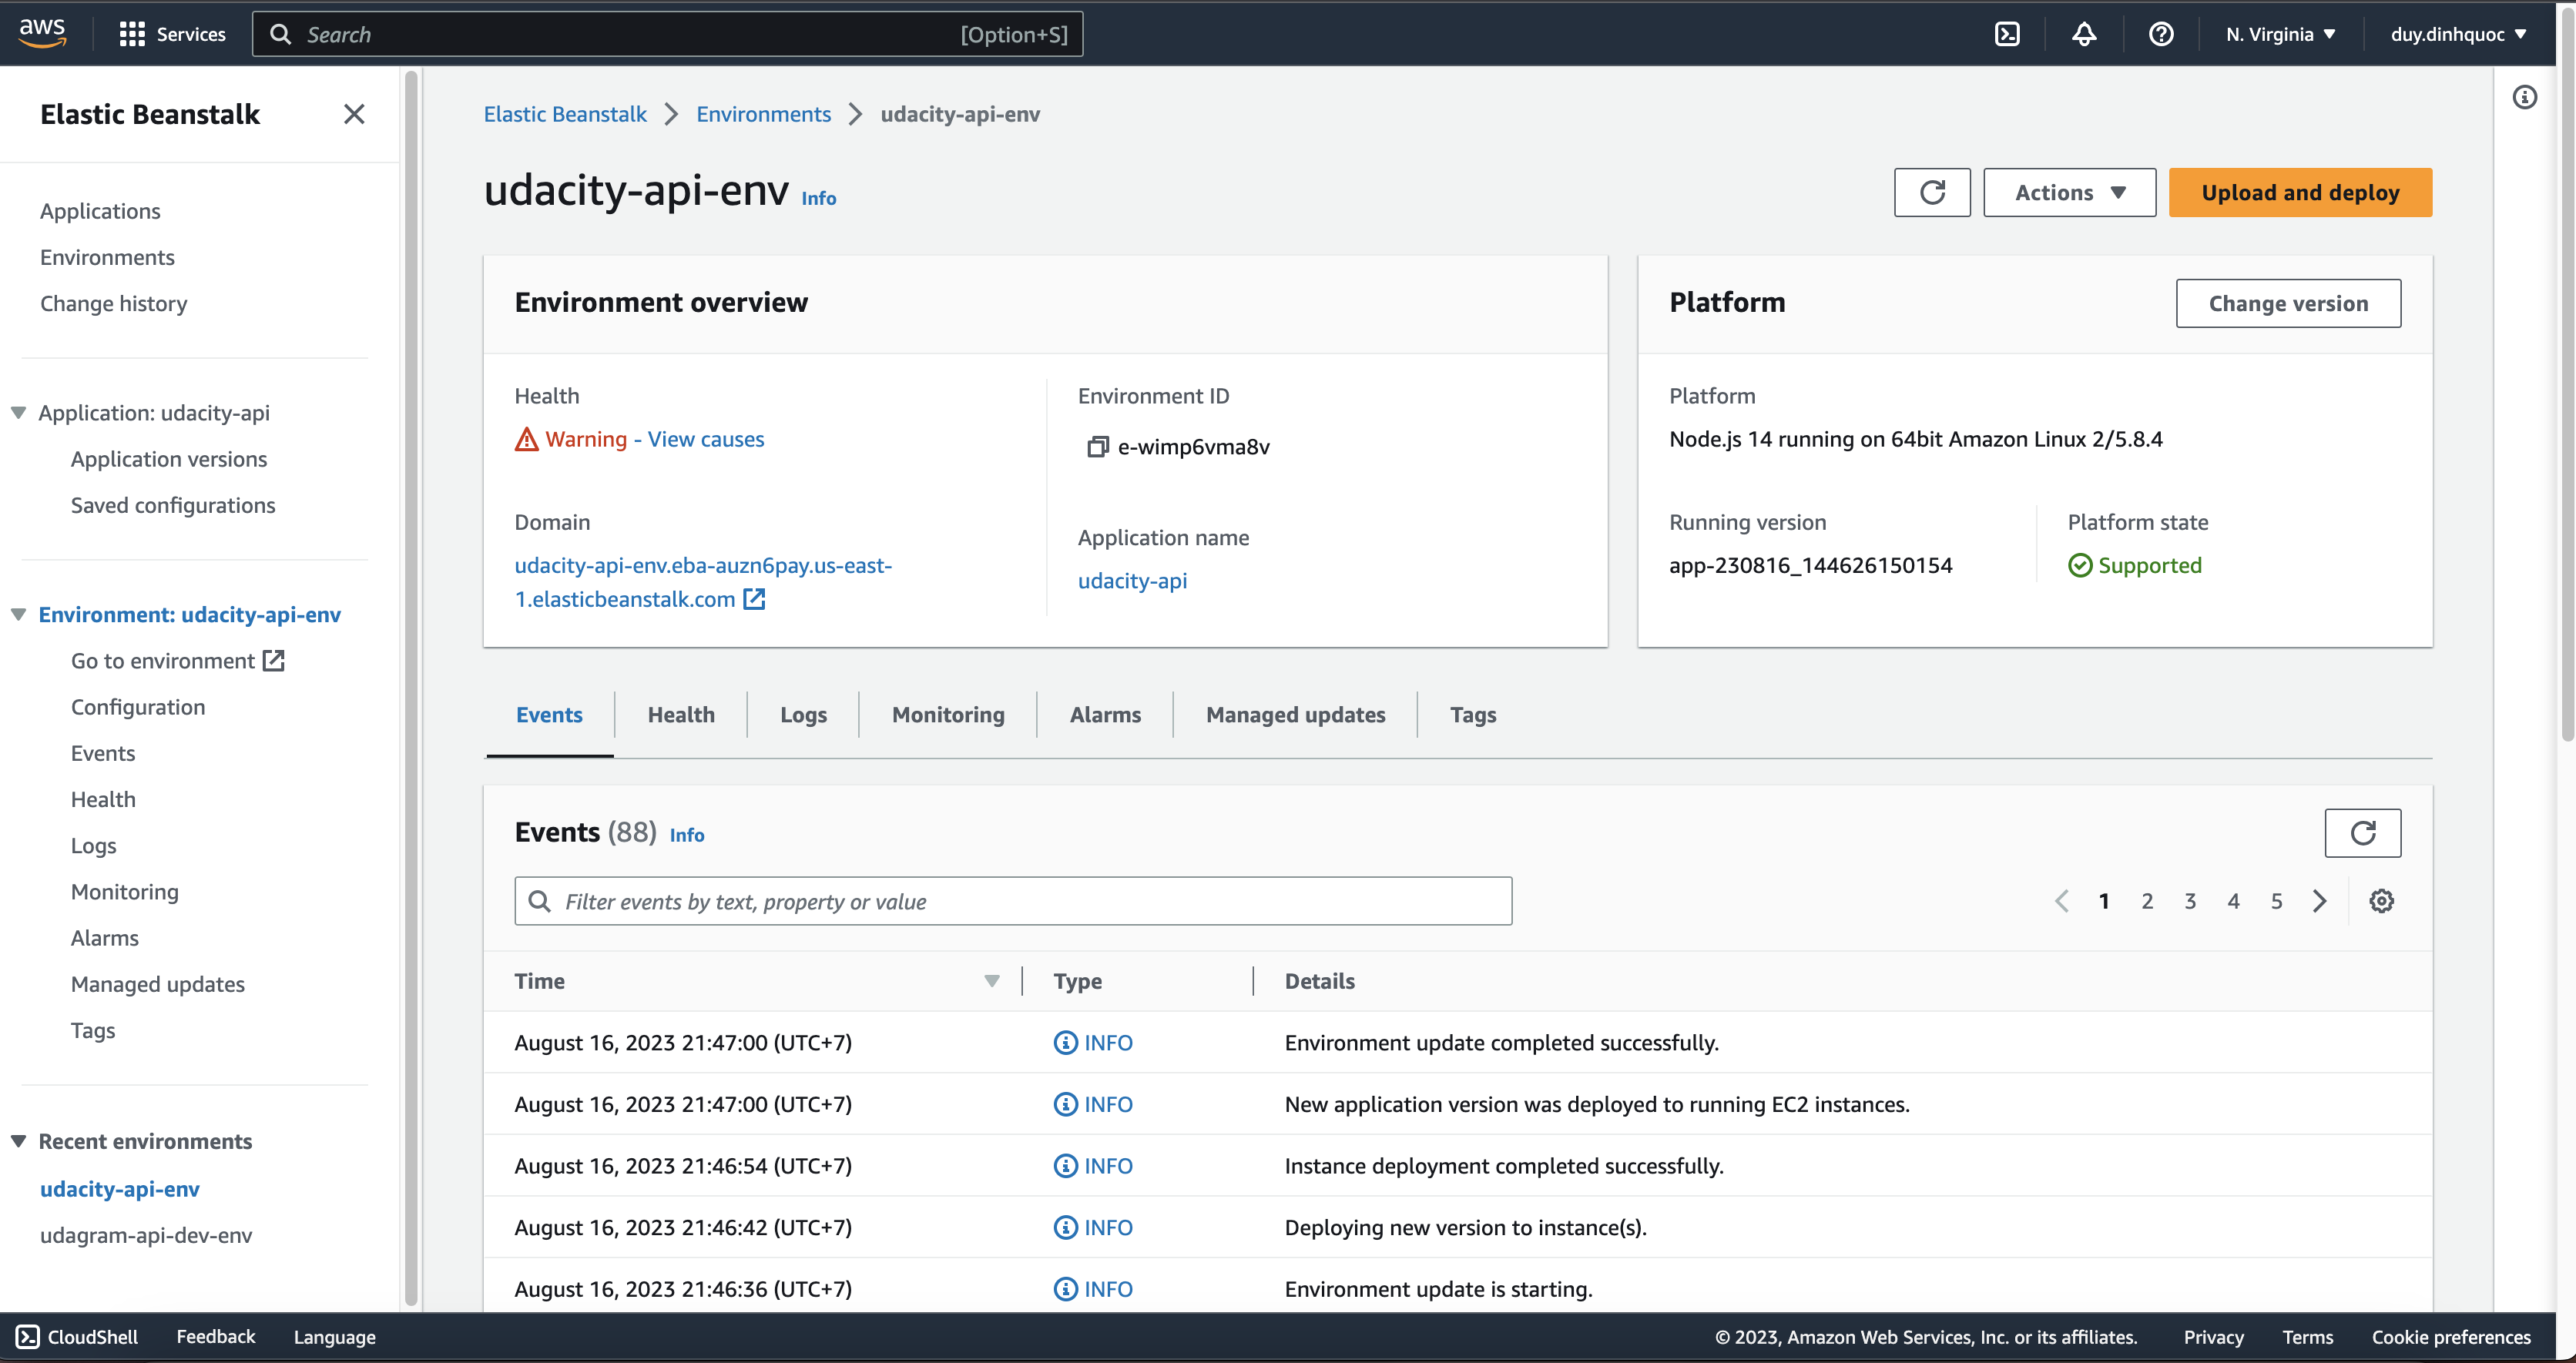 aws
Services
Search
[Option+S]
N. Virginia
duy.dinhquoc
Elastic Beanstalk
Applications
Environments
Change history
Application: udacity-api
Application versions
Saved configurations
Environment: udacity-api-env
Go to environment
Configuration
Events
Health
Logs
Monitoring
Alarms
Managed updates
Tags
Recent environments
udacity-api-env
udagram-api-dev-env
Elastic Beanstalk
Environments
udacity-api-env
udacity-api-env Info
Actions
Upload and deploy
Environment overview
Health
Warning - View causes
Domain
udacity-api-env.eba-auzn6pay.us-east-
1.elasticbeanstalk.com
Environment ID
e-wimp6vma8v
Application name
udacity-api
Platform
Change version
Platform
Node.js 14 running on 64bit Amazon Linux 2/5.8.4
Running version
app-230816_144626150154
Platform state
Supported
Events
Health
Logs
Monitoring
Alarms
Managed updates
Tags
Events (88) Info
Filter events by text, property or value
1 2 3 4 5
Time Type Details
August 16, 2023 21:47:00 (UTC+7) INFO Environment update completed successfully.
August 16, 2023 21:47:00 (UTC+7) INFO New application version was deployed to running EC2 instances.
August 16, 2023 21:46:54 (UTC+7) INFO Instance deployment completed successfully.
August 16, 2023 21:46:42 (UTC+7) INFO Deploying new version to instance(s).
August 16, 2023 21:46:36 (UTC+7) INFO Environment update is starting.
CloudShell
Feedback
Language
© 2023, Amazon Web Services, Inc. or its affiliates.
Privacy
Terms
Cookie preferences